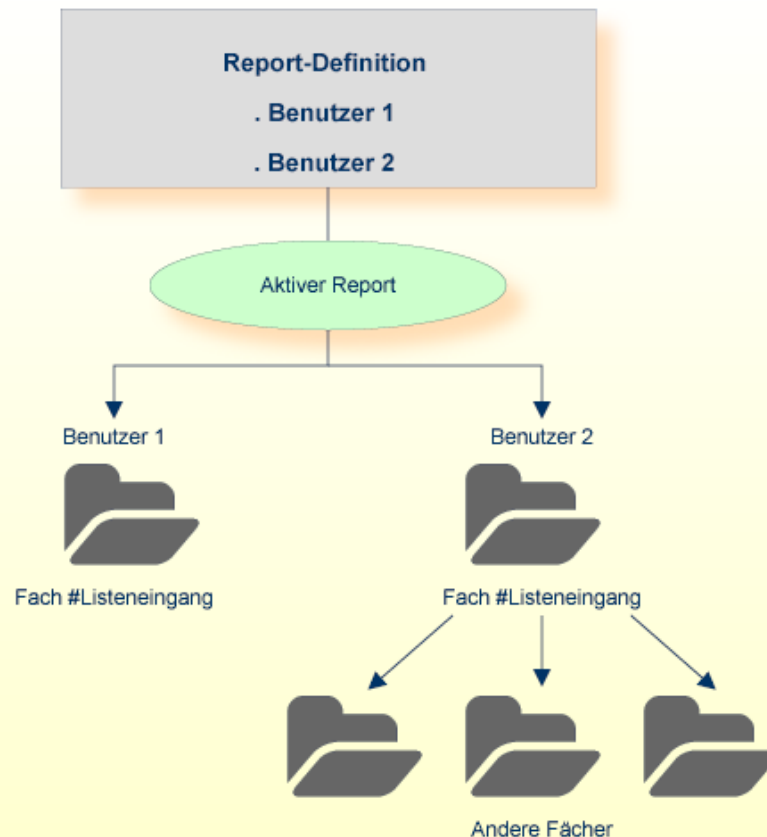 Report-Definition
. Benutzer 1
. Benutzer 2
Aktiver Report
Benutzer 1
Benutzer 2
Fach #Listeneingang
Fach #Listeneingang
Andere Fächer